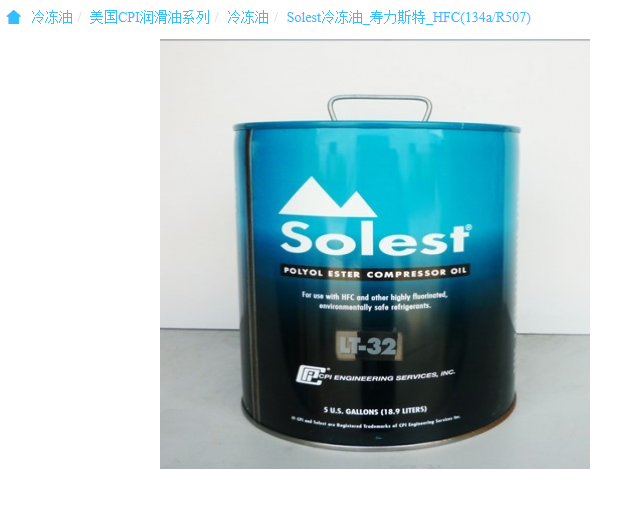 冷冻油 / 美国CPI润滑油系列 / 冷冻油 / Solest冷冻油_寿力斯特_HFC(134a/R507)
Solest®
POLYOL ESTER COMPRESSOR OIL
For use with HFC and other highly fluorinated,
environmentally safe refrigerants.
LT-32
CPI® CPI ENGINEERING SERVICES, INC.
5 U.S. GALLONS (18.9 LITERS)
® CPI and Solest are Registered Trademarks of CPI Engineering Services Inc.